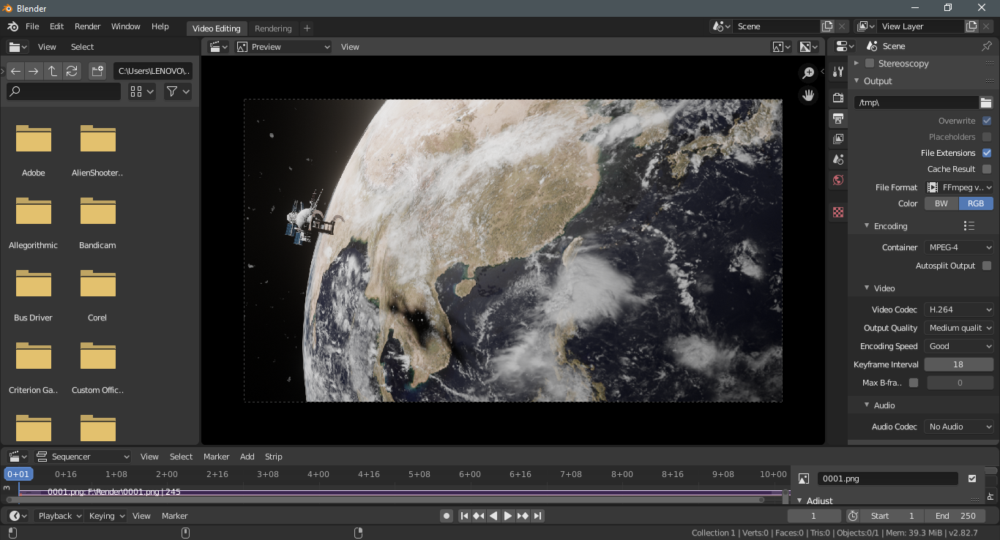 Blender
File Edit Render Window Help
Video Editing Rendering +
Scene
View Layer
View Select
Preview View
Scene
C:\Users\LENOVO\..
Adobe AlienShooter..
Allegorithmic Bandicam
Bus Driver Corel
Criterion Ga.. Custom Offic..
Stereoscopy
Output
/tmp\
Overwrite
Placeholders
File Extensions
Cache Result
File Format FFmpeg v..
Color BW RGB
Encoding
Container MPEG-4
Autosplit Output
Video
Video Codec H.264
Output Quality Medium qualit
Encoding Speed Good
Keyframe Interval 18
Max B-fra.. 0
Audio
Audio Codec No Audio
Sequencer View Select Marker Add Strip
0+01 0+16 1+08 2+00 2+16 3+08 4+00 4+16 5+08 6+00 6+16 7+08 8+00 8+16 9+08 10+00
3
0001.png: F:\Render\0001.png | 245
0001.png
Adjust
Pr
Playback Keying View Marker
1 Start 1 End 250
Collection 1 | Verts:0 | Faces:0 | Tris:0 | Objects:0/1 | Mem: 39.3 MiB | v2.82.7